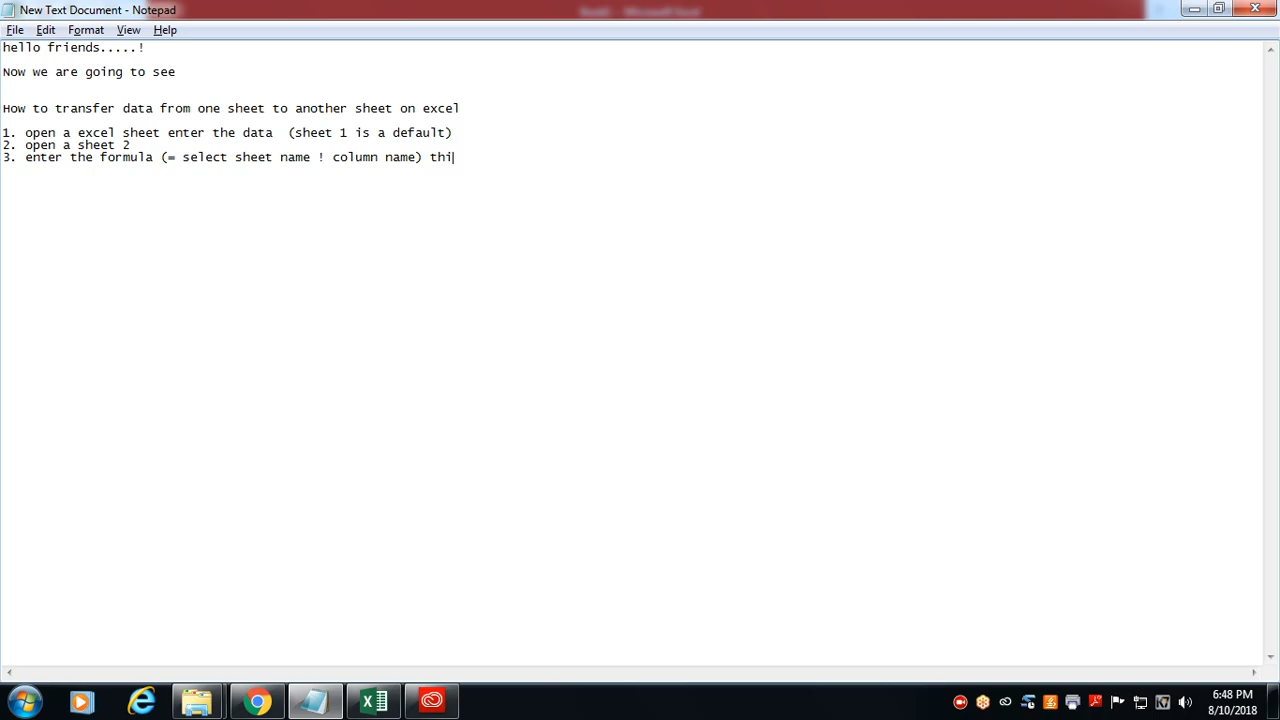 New Text Document - Notepad
File Edit Format View Help
hello friends.....!
Now we are going to see
How to transfer data from one sheet to another sheet on excel
1. open a excel sheet enter the data  (sheet 1 is a default)
2. open a sheet 2
3. enter the formula (= select sheet name ! column name) thi
6:48 PM
8/10/2018